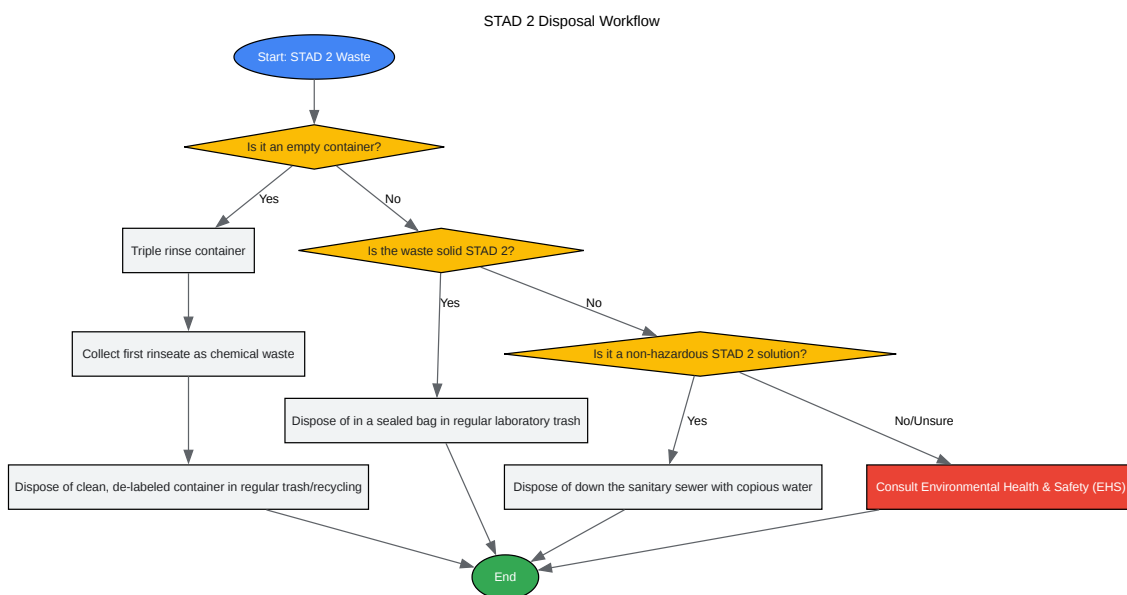 STAD 2 Disposal Workflow
Start: STAD 2 Waste
Is it an empty container?
Yes
No
Triple rinse container
Is the waste solid STAD 2?
Yes
No
Collect first rinseate as chemical waste
Is it a non-hazardous STAD 2 solution?
Dispose of in a sealed bag in regular laboratory trash
Yes
No/Unsure
Dispose of clean, de-labeled container in regular trash/recycling
Dispose of down the sanitary sewer with copious water
Consult Environmental Health & Safety (EHS)
End